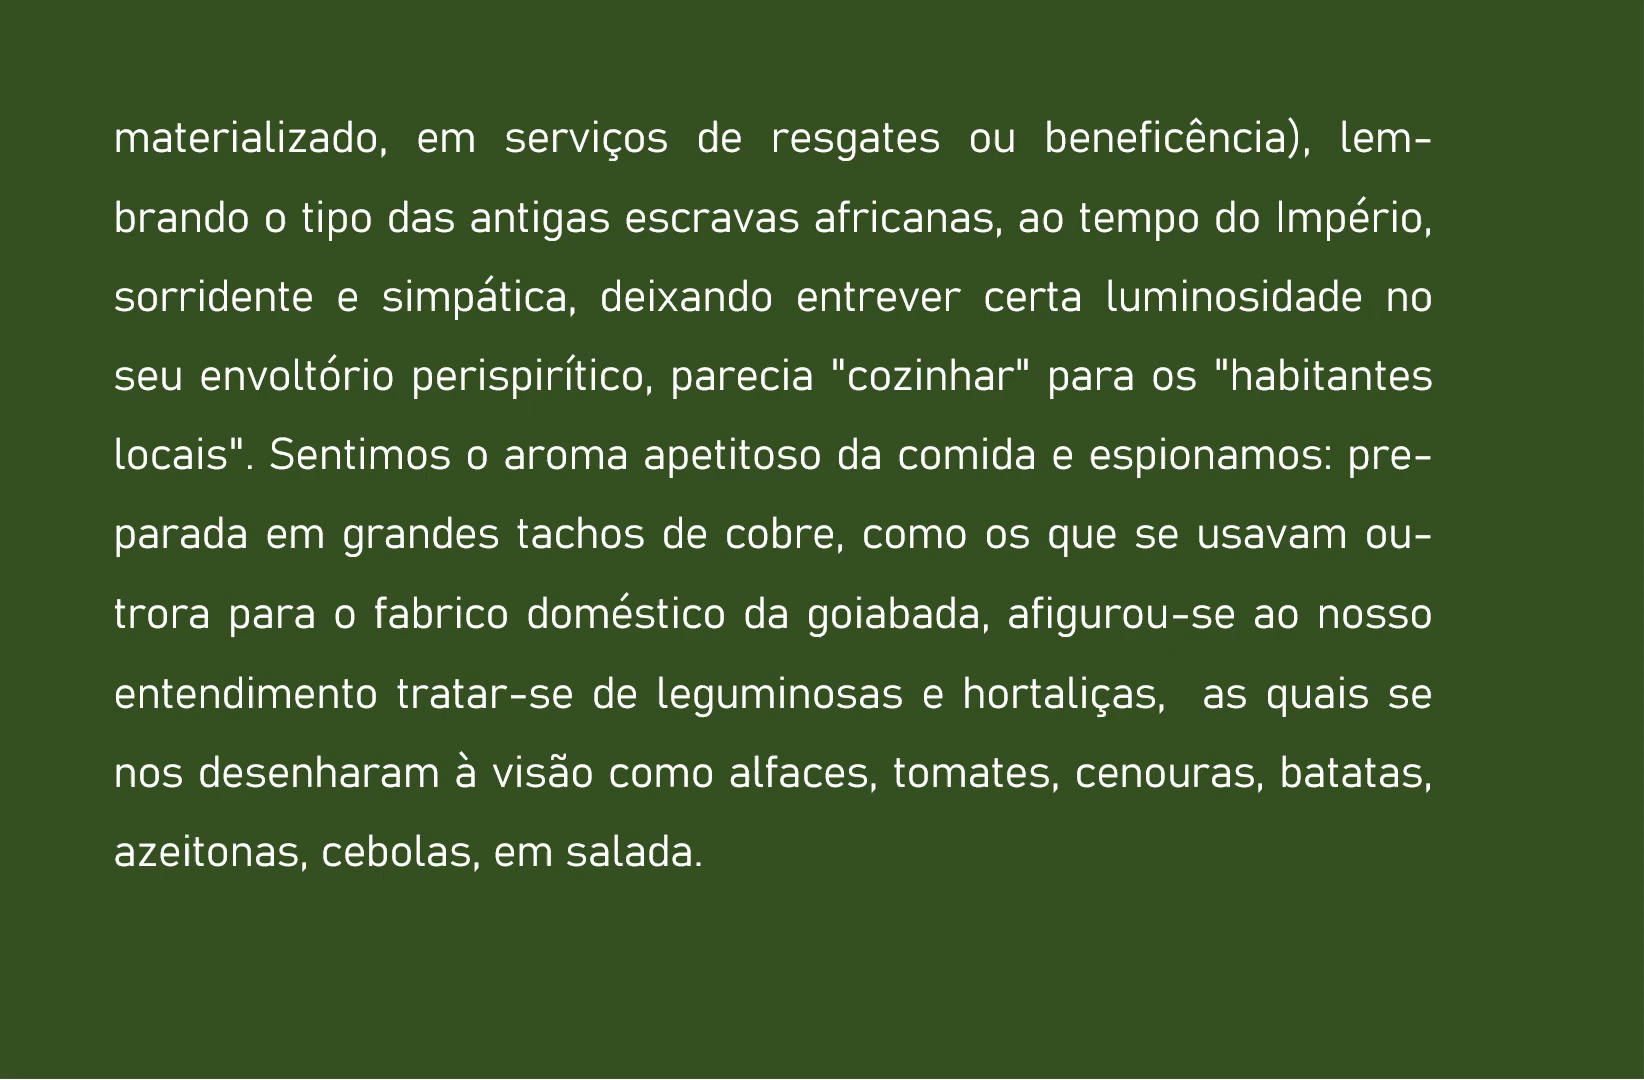 materializado, em serviços de resgates ou beneficência), lem-
brando o tipo das antigas escravas africanas, ao tempo do Império,
sorridente e simpática, deixando entrever certa luminosidade no
seu envoltório perispirítico, parecia "cozinhar" para os "habitantes
locais". Sentimos o aroma apetitoso da comida e espionamos: pre-
parada em grandes tachos de cobre, como os que se usavam ou-
trora para o fabrico doméstico da goiabada, afigurou-se ao nosso
entendimento tratar-se de leguminosas e hortaliças,  as quais se
nos desenharam à visão como alfaces, tomates, cenouras, batatas,
azeitonas, cebolas, em salada.